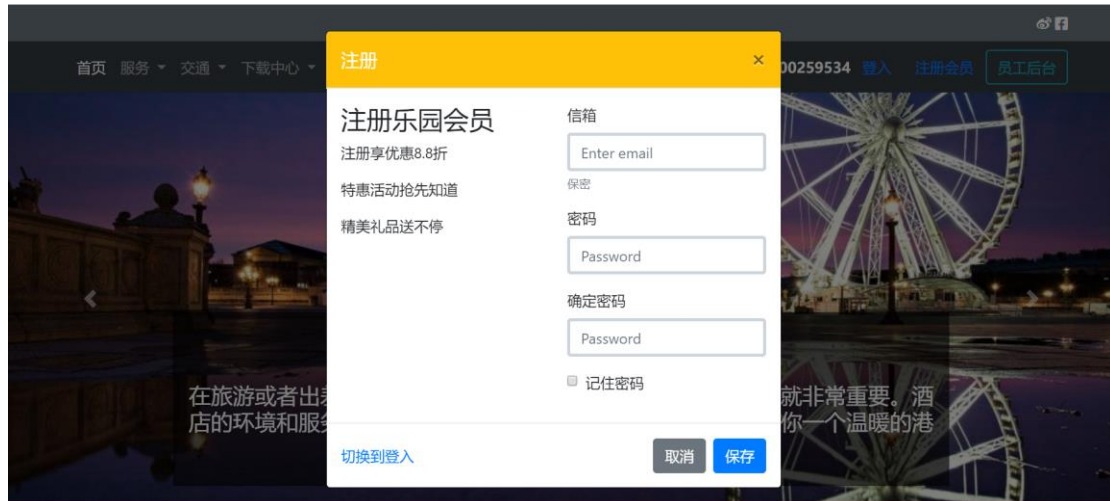 首页 服务 交通 下载中心
00259534 登入 注册会员 员工后台
注册 ×
注册乐园会员
注册享优惠8.8折
特惠活动抢先知道
精美礼品送不停
信箱
Enter email
保密
密码
Password
确定密码
Password
记住密码
切换到登入
取消 保存
在旅游或者出
就非常重要。酒
店的环境和服
你一个温暖的港